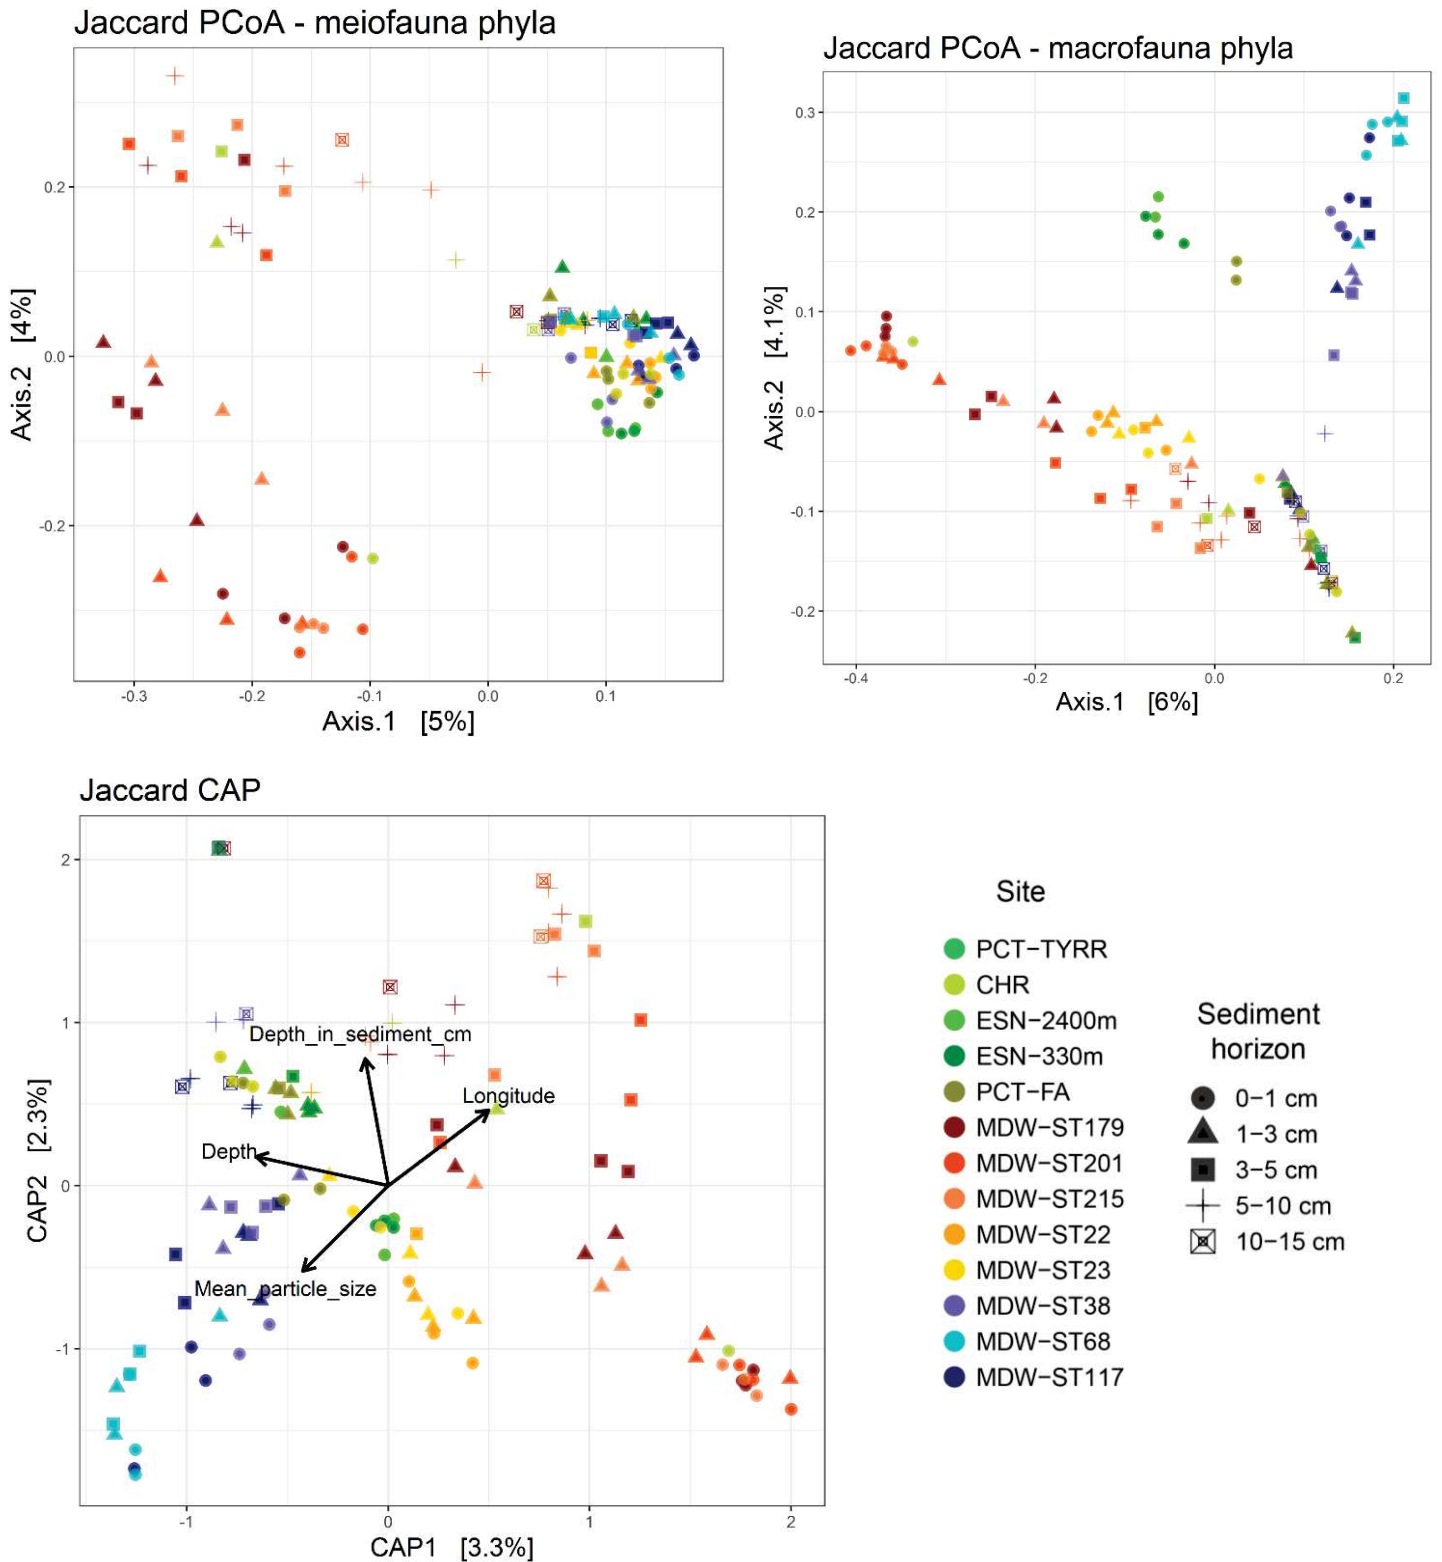 Jaccard PCoA - meiofauna phyla
0.2
0.0
-0.2
Axis.2 [4%]
-0.3
-0.2
-0.1
0.0
0.1
Axis.1 [5%]
Jaccard PCoA - macrofauna phyla
0.3
0.2
0.1
0.0
-0.1
-0.2
Axis.2 [4.1%]
-0.4
-0.2
0.0
0.2
Axis.1 [6%]
Jaccard CAP
2
1
0
-1
CAP2 [2.3%]
Depth_in_sediment_cm
Longitude
Depth
Mean_particle_size
-1
0
1
2
CAP1 [3.3%]
Site
PCT−TYRR
CHR
ESN−2400m
ESN−330m
PCT−FA
MDW−ST179
MDW−ST201
MDW−ST215
MDW−ST22
MDW−ST23
MDW−ST38
MDW−ST68
MDW−ST117
Sediment
horizon
0−1 cm
1−3 cm
3−5 cm
5−10 cm
10−15 cm